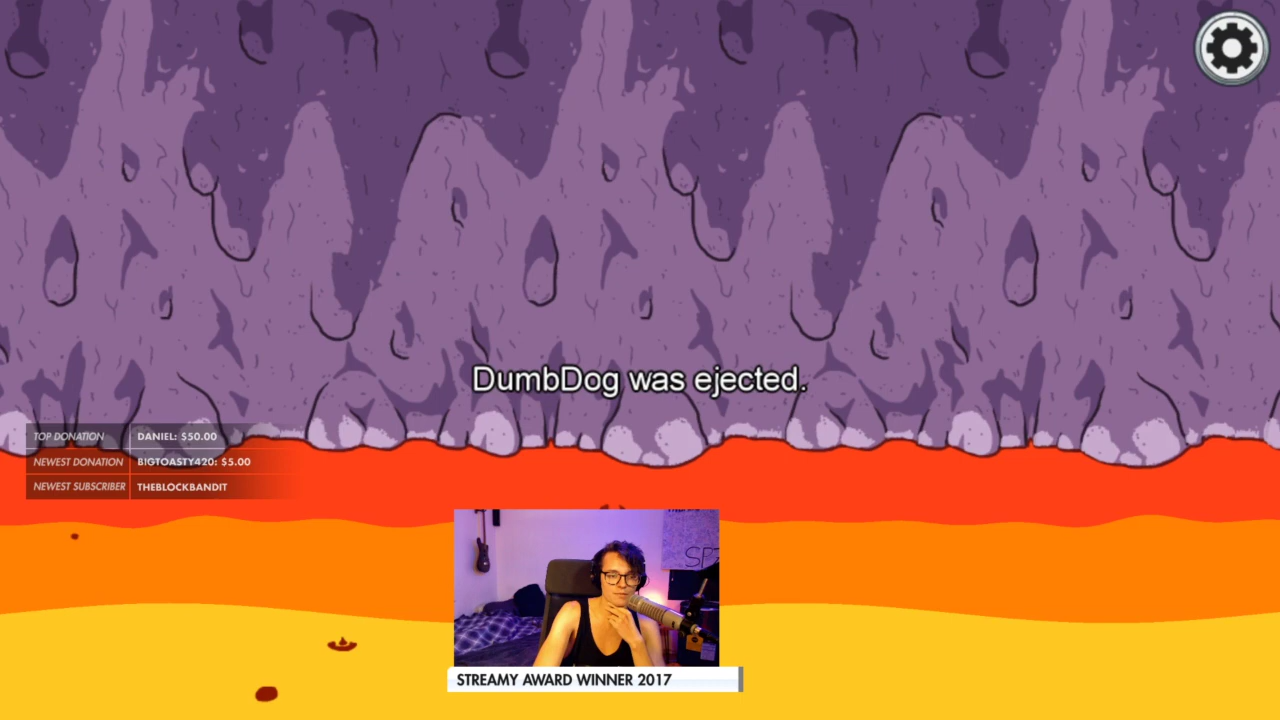 DumbDog was ejected.
TOP DONATION DANIEL: $50.00
NEWEST DONATION BIGTOASTY420: $5.00
NEWEST SUBSCRIBER THEBLOCKBANDIT
STREAMY AWARD WINNER 2017